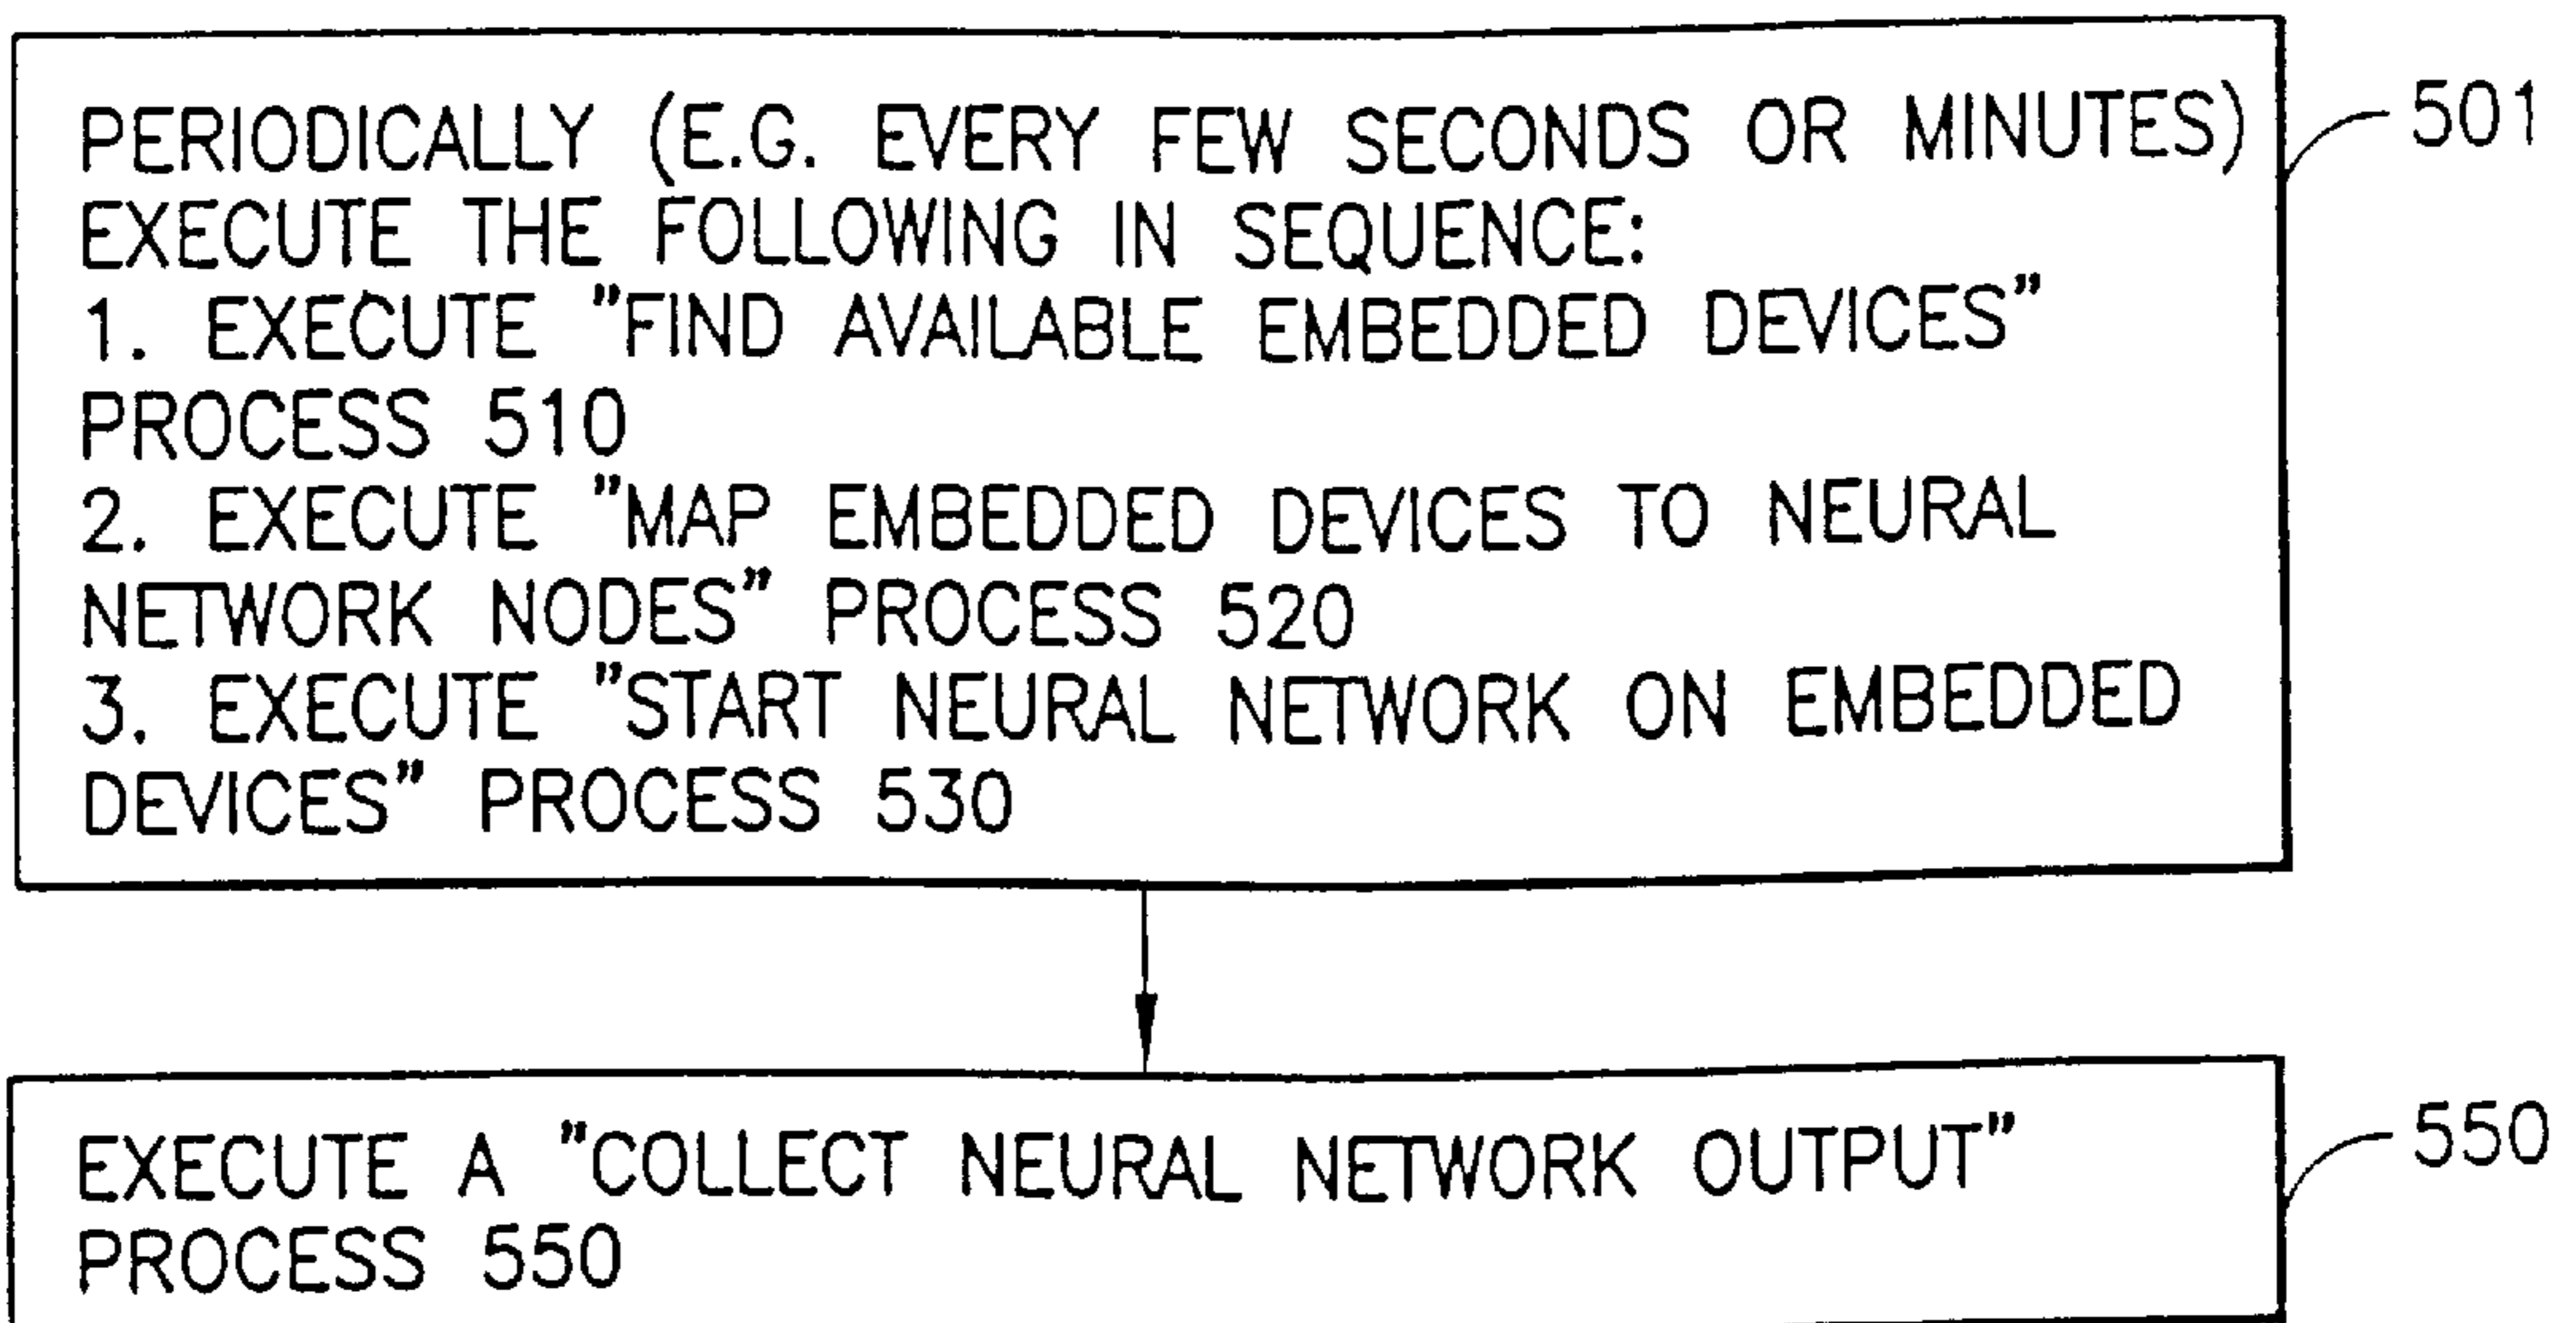 PERIODICALLY (E.G. EVERY FEW SECONDS OR MINUTES)
501
EXECUTE THE FOLLOWING IN SEQUENCE:
1. EXECUTE "FIND AVAILABLE EMBEDDED DEVICES"
PROCESS 510
2. EXECUTE "MAP EMBEDDED DEVICES TO NEURAL
NETWORK NODES" PROCESS 520
3. EXECUTE "START NEURAL NETWORK ON EMBEDDED
DEVICES" PROCESS 530
EXECUTE A "COLLECT NEURAL NETWORK OUTPUT"
550
PROCESS 550